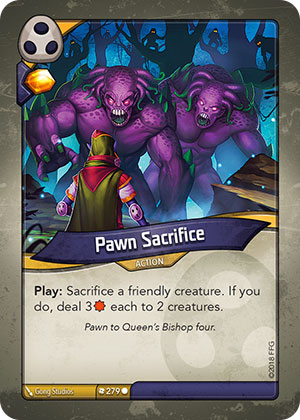 Pawn Sacrifice
ACTION
Play: Sacrifice a friendly creature. If you
do, deal 3 each to 2 creatures.
Pawn to Queen's Bishop four.
©2018 FFG
Gong Studios
279